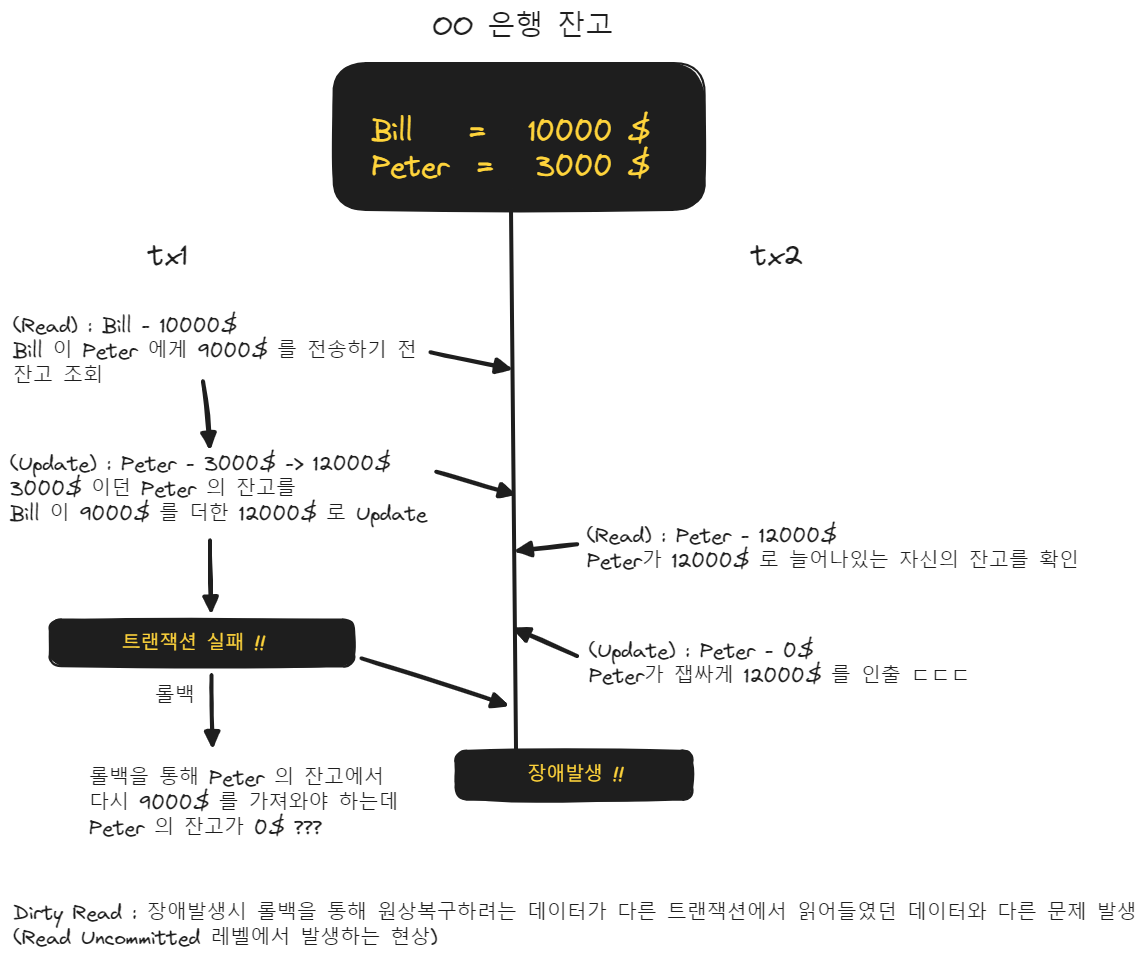 OO 은행 잔고
Bill = 10000 $
Peter = 3000 $
tx1
tx2
(Read) : Bill - 10000$
Bill 이 Peter 에게 9000$ 를 전송하기 전
잔고 조회
(Update) : Peter - 3000$ -> 12000$
3000$ 이던 Peter 의 잔고를
Bill 이 9000$ 를 더한 12000$ 로 Update
(Read) : Peter - 12000$
Peter가 12000$ 로 늘어나있는 자신의 잔고를 확인
트랜잭션 실패 !!
(Update) : Peter - 0$
Peter가 잽싸게 12000$ 를 인출 ㄷㄷㄷ
롤백
롤백을 통해 Peter 의 잔고에서
다시 9000$ 를 가져와야 하는데
Peter 의 잔고가 0$ ???
장애발생 !!
Dirty Read : 장애발생시 롤백을 통해 원상복구하려는 데이터가 다른 트랜잭션에서 읽어들였던 데이터와 다른 문제 발생
(Read Uncommitted 레벨에서 발생하는 현상)